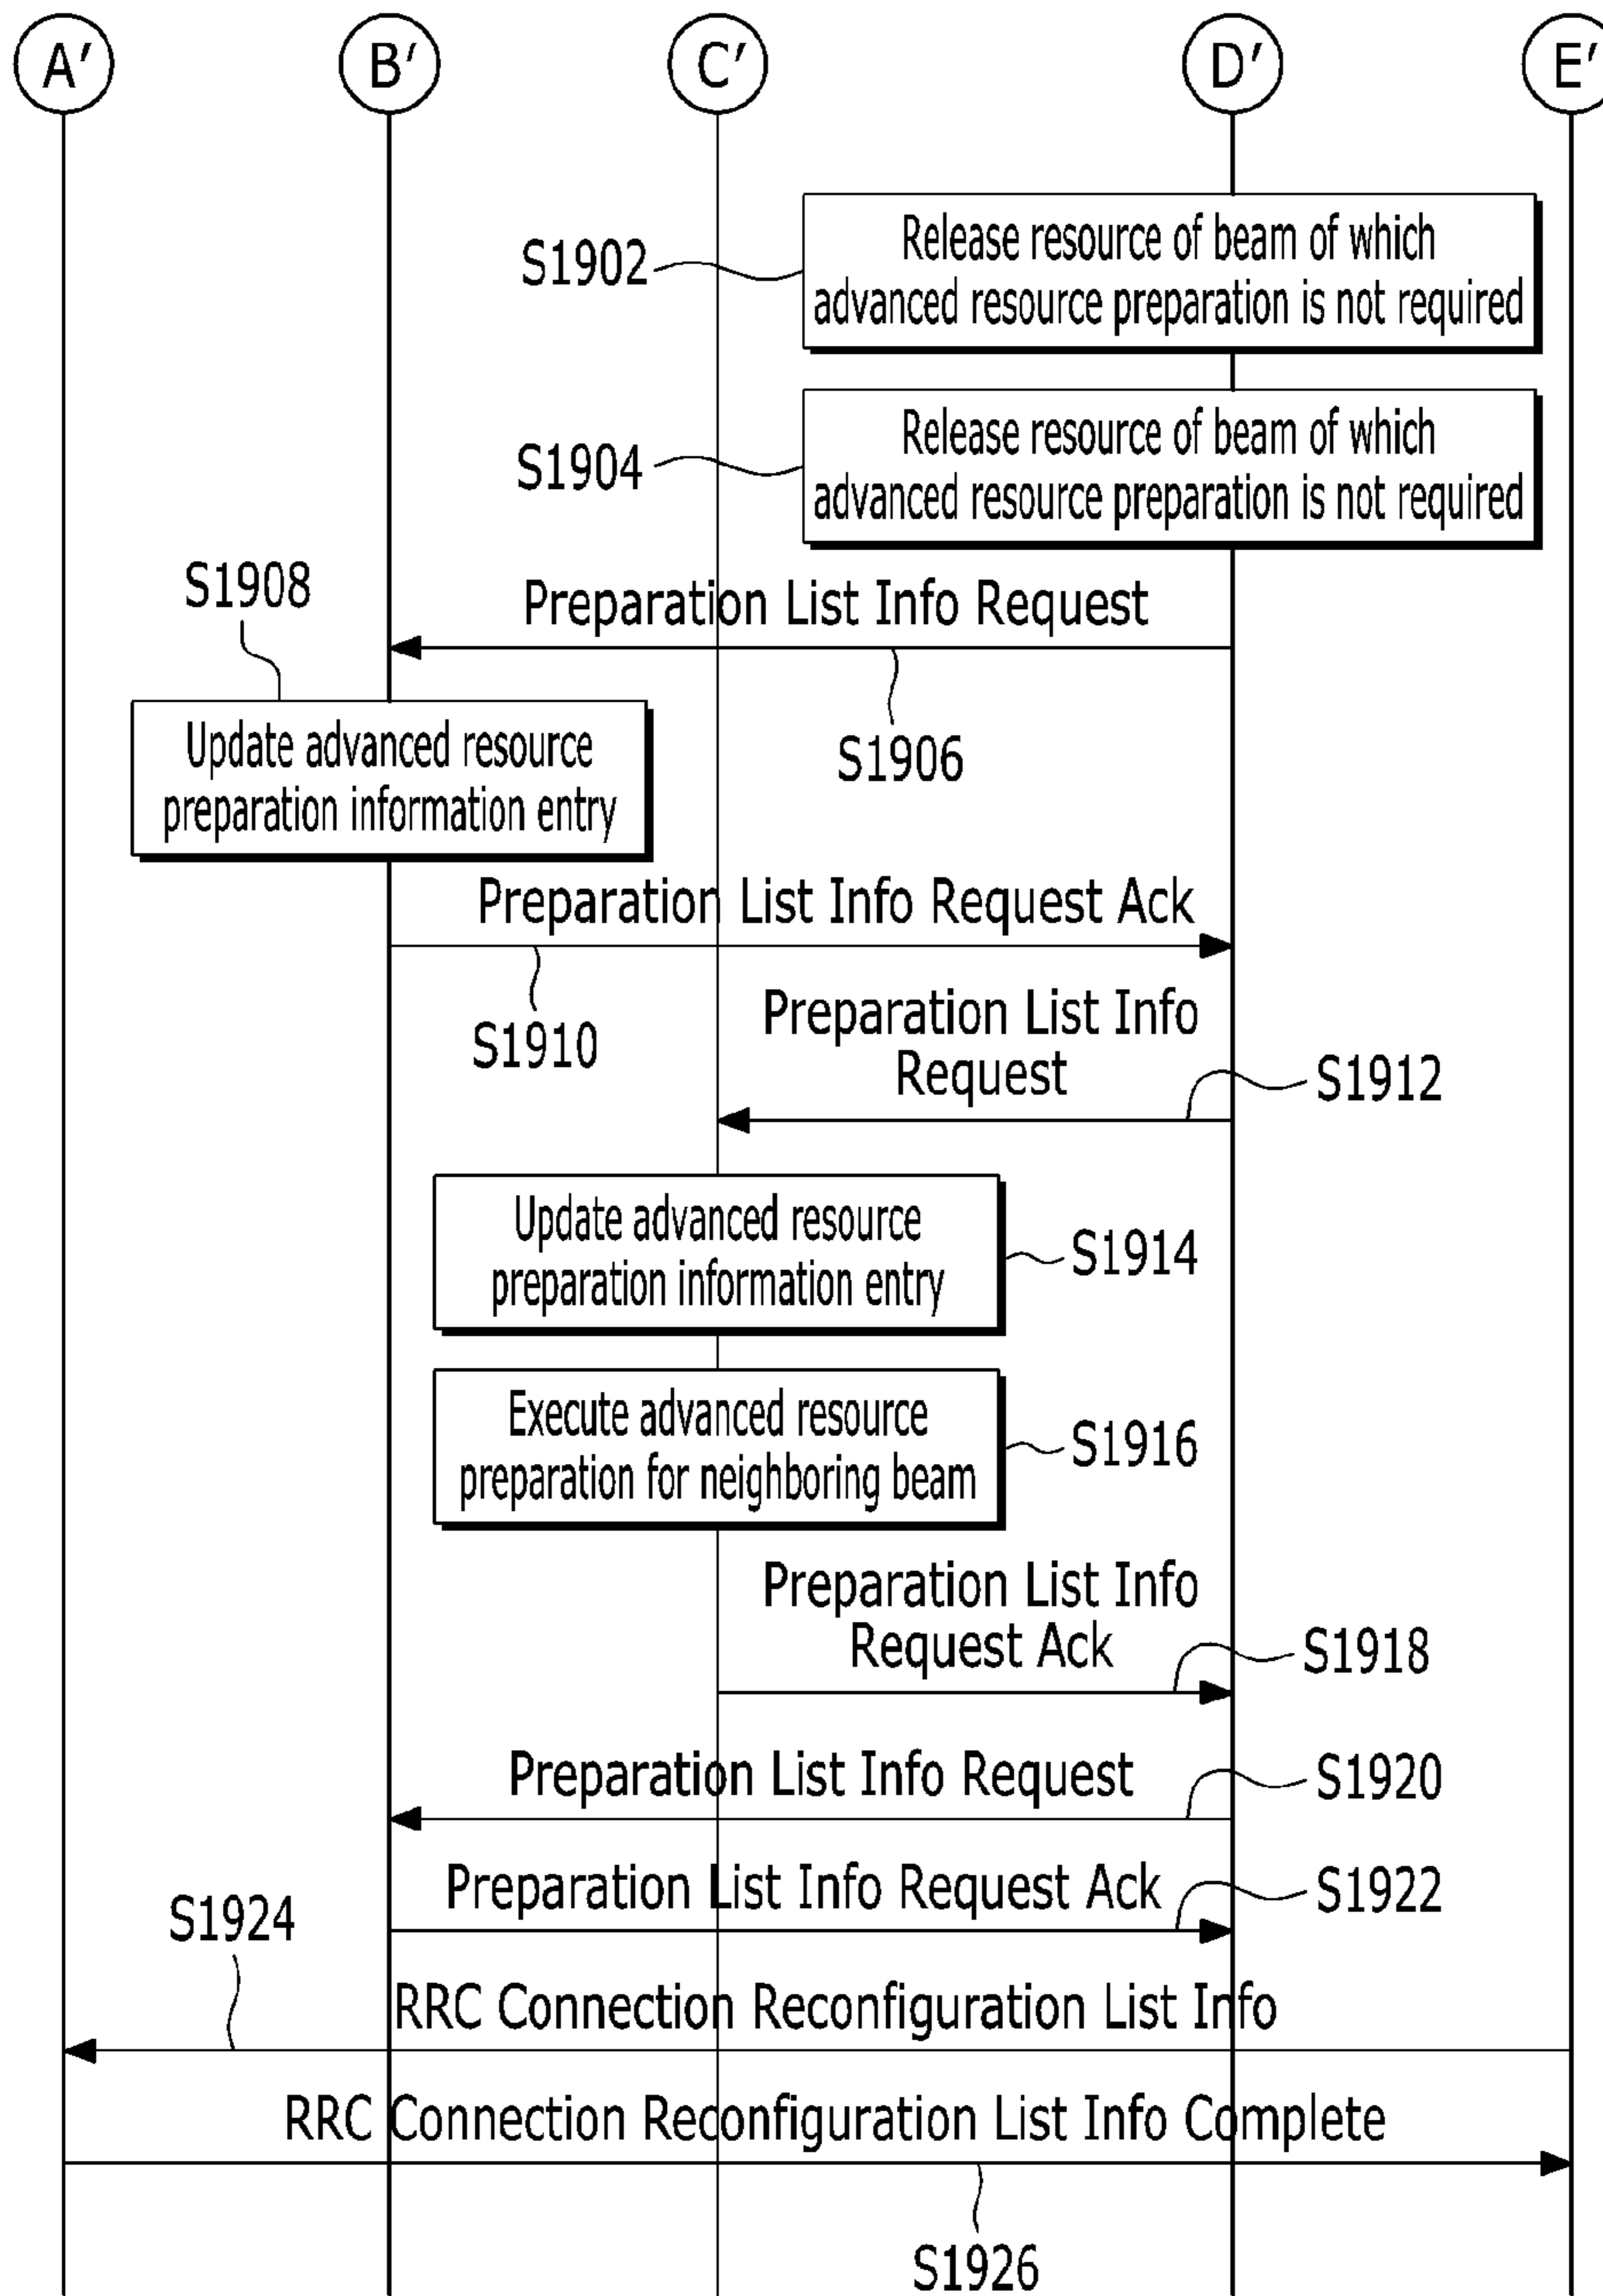 A′ B′ C′ D′ E′
S1902
Release resource of beam of which
advanced resource preparation is not required
S1904
Release resource of beam of which
advanced resource preparation is not required
S1908
Preparation List Info Request
S1906
Update advanced resource
preparation information entry
Preparation List Info Request Ack
S1910
Preparation List Info
Request
S1912
Update advanced resource
preparation information entry
S1914
Execute advanced resource
preparation for neighboring beam
S1916
Preparation List Info
Request Ack
S1918
Preparation List Info Request
S1920
Preparation List Info Request Ack
S1922
S1924
RRC Connection Reconfiguration List Info
RRC Connection Reconfiguration List Info Complete
S1926